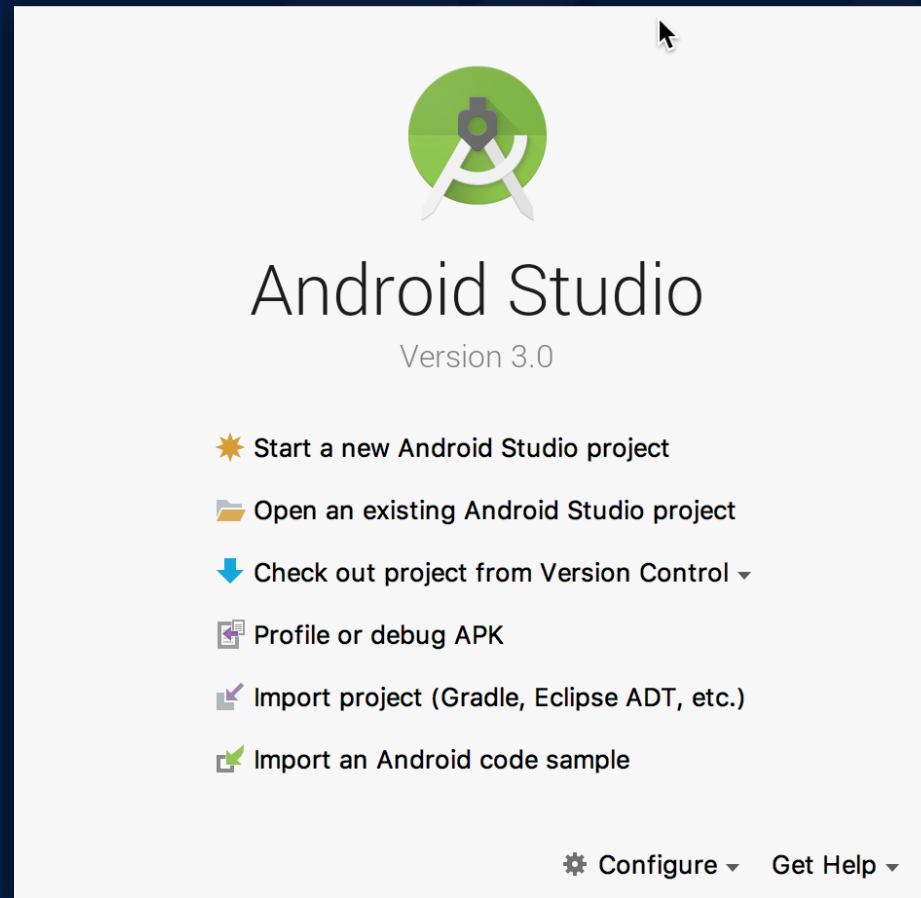 Android Studio
Version 3.0
Start a new Android Studio project
Open an existing Android Studio project
Check out project from Version Control
Profile or debug APK
Import project (Gradle, Eclipse ADT, etc.)
Import an Android code sample
Configure Get Help